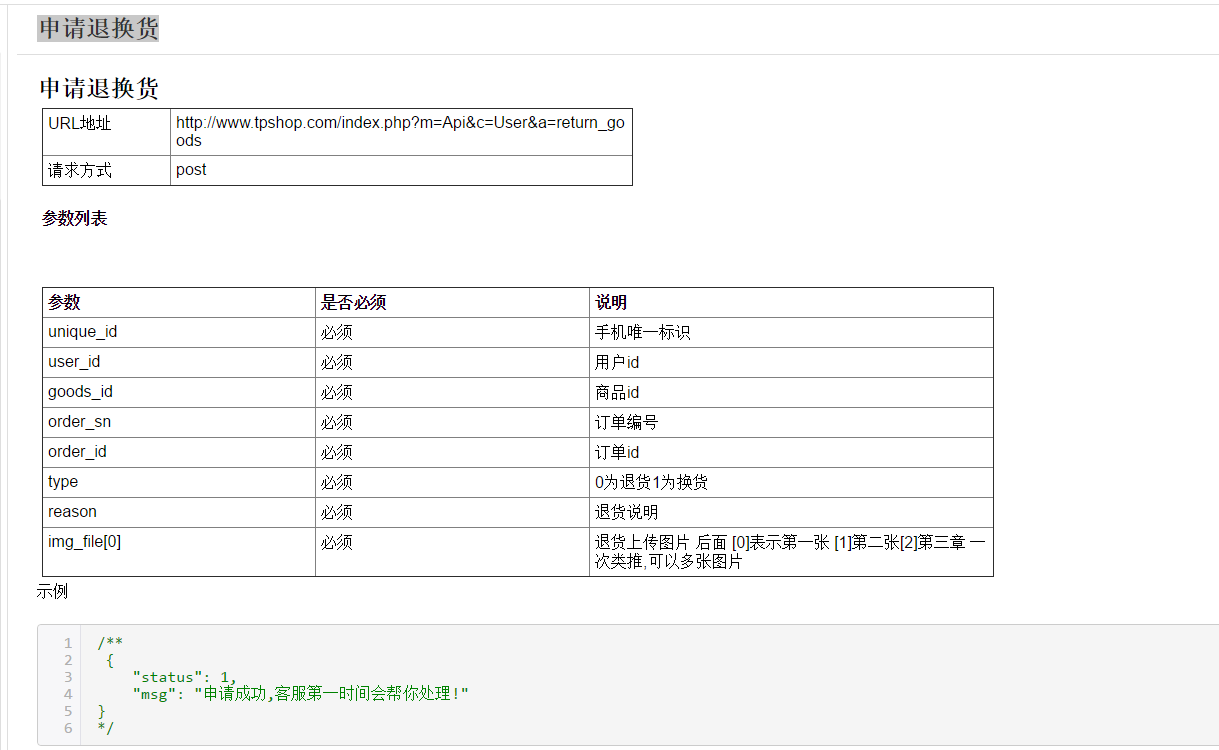 申请退换货
申请退换货
URL地址 http://www.tpshop.com/index.php?m=Api&c=User&a=return_go
ods
请求方式 post
参数列表
参数 是否必须 说明
unique_id 必须 手机唯一标识
user_id 必须 用户id
goods_id 必须 商品id
order_sn 必须 订单编号
order_id 必须 订单id
type 必须 0为退货1为换货
reason 必须 退货说明
img_file[0] 必须 退货上传图片 后面 [0]表示第一张 [1]第二张[2]第三章 一
次类推,可以多张图片
示例
1 /**
2 {
3 "status": 1,
4 "msg": "申请成功,客服第一时间会帮你处理!"
5 }
6 */